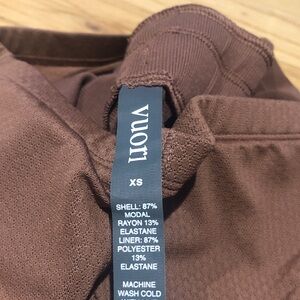 vuori
XS
SHELL: 87%
MODAL
RAYON 13%
ELASTANE
LINER: 87%
POLYESTER
13%
ELASTANE
MACHINE
WASH COLD